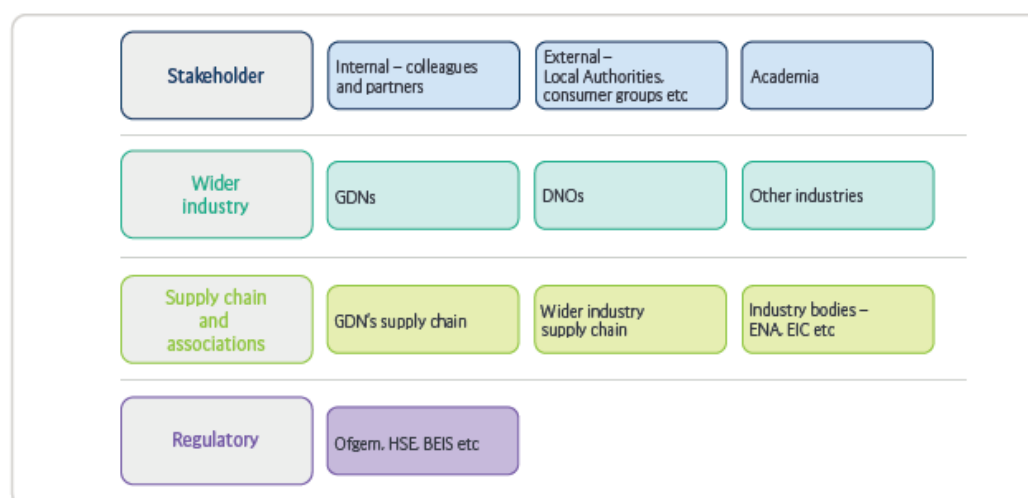 Stakeholder
Internal – colleagues
and partners
External –
Local Authorities,
consumer groups etc
Academia
Wider
industry
GDNs
DNOs
Other industries
Supply chain
and
associations
GDN's supply chain
Wider industry
supply chain
Industry bodies –
ENA, EIC etc
Regulatory
Ofgem, HSE, BEIS etc